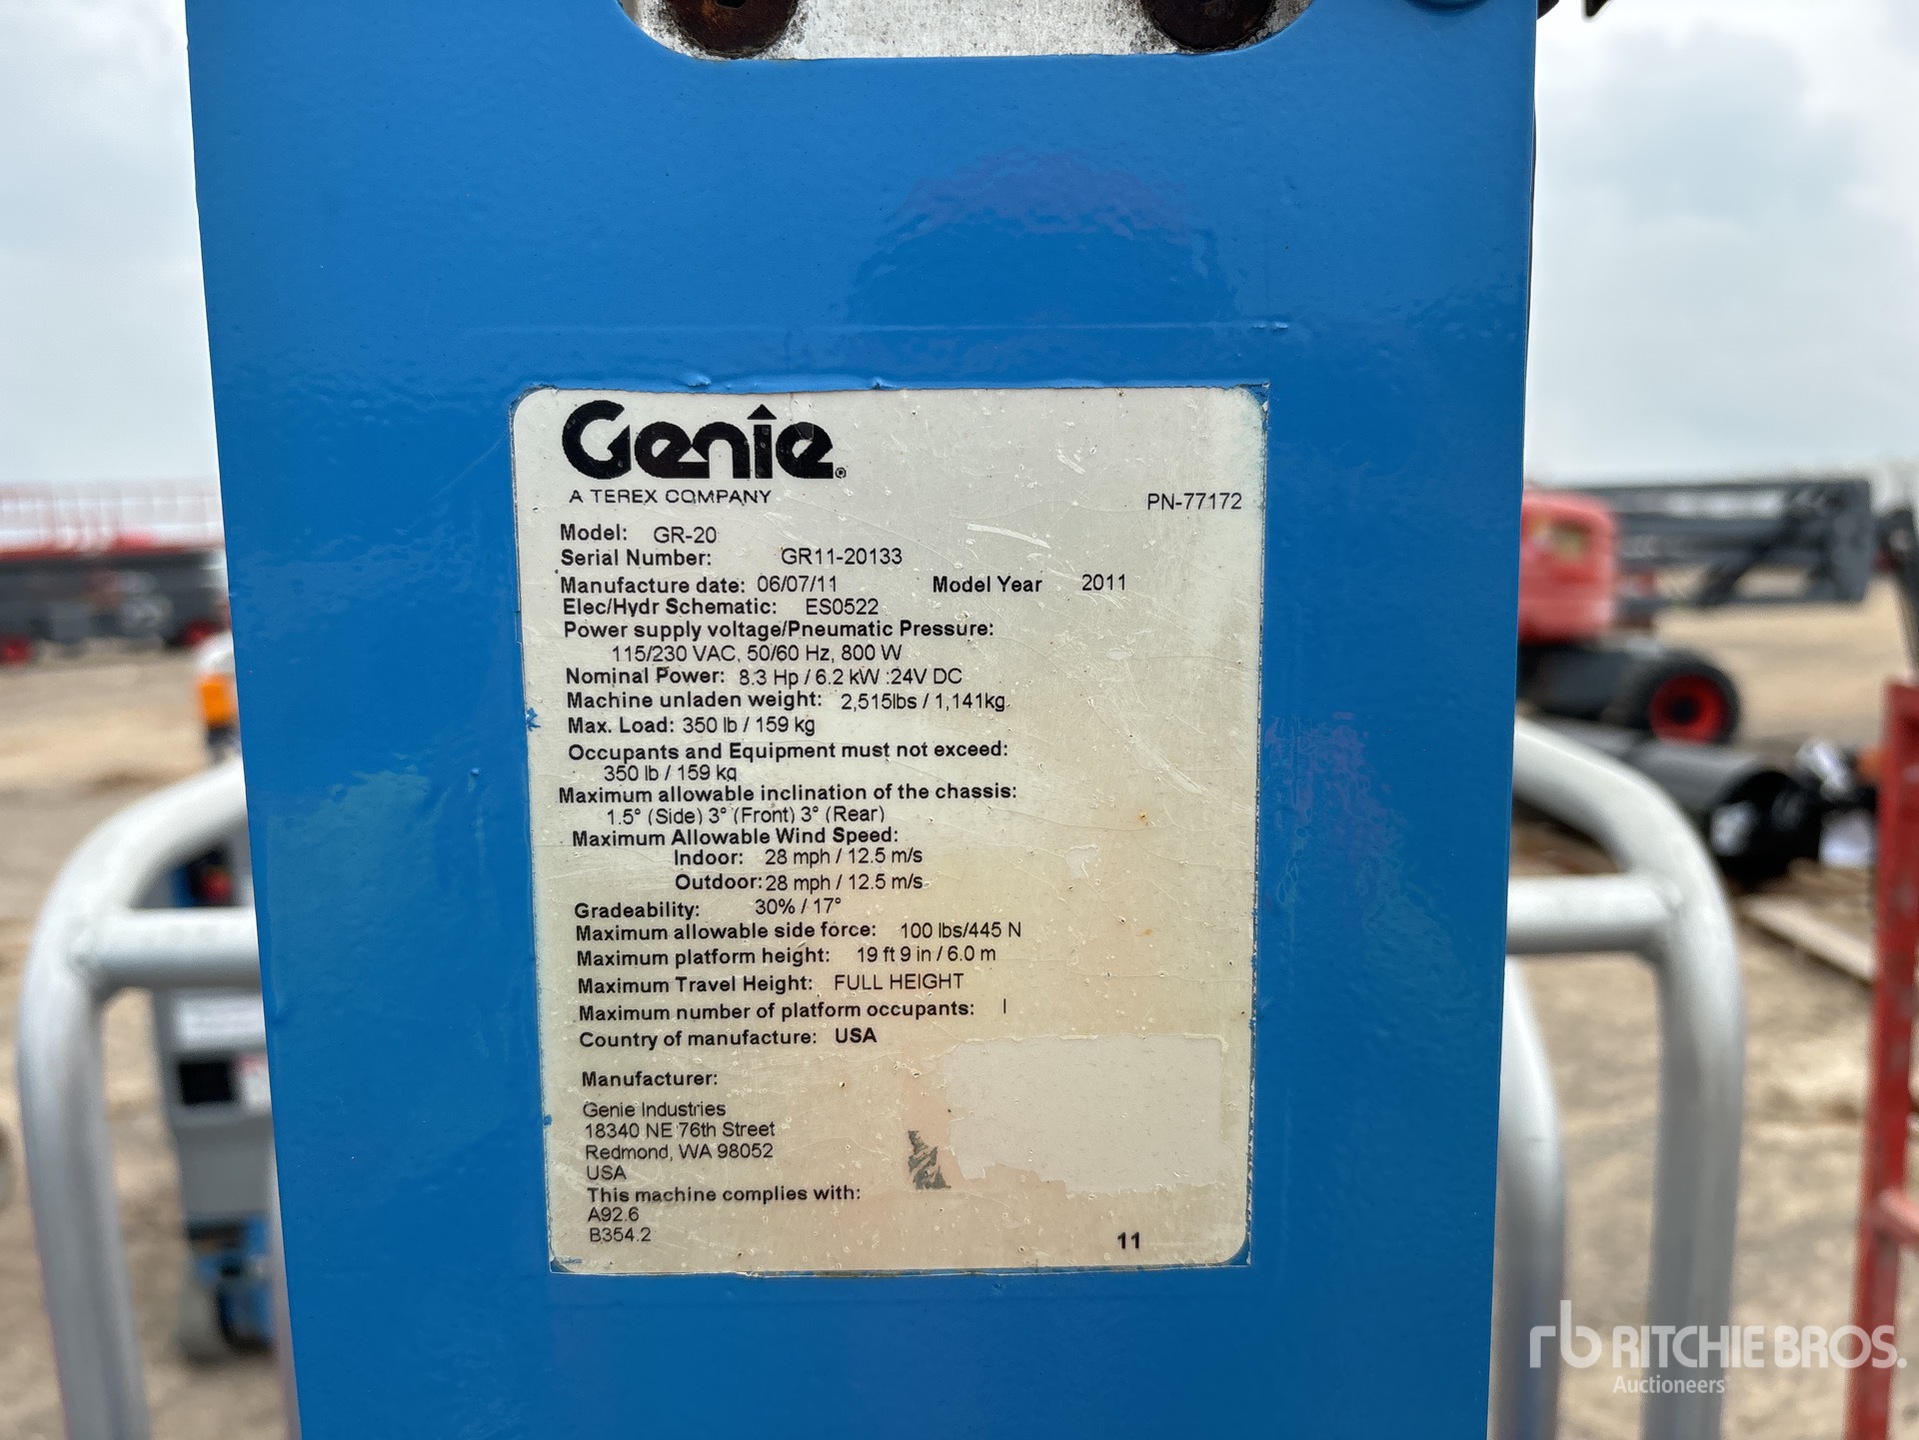 Genie®
A TEREX COMPANY
PN-77172
Model: GR-20
Serial Number: GR11-20133
Manufacture date: 06/07/11 Model Year 2011
Elec/Hydr Schematic: ES0522
Power supply voltage/Pneumatic Pressure:
115/230 VAC, 50/60 Hz, 800 W
Nominal Power: 8.3 Hp / 6.2 kW :24V DC
Machine unladen weight: 2,515lbs / 1,141kg
Max. Load: 350 lb / 159 kg
Occupants and Equipment must not exceed:
350 lb / 159 kg
Maximum allowable inclination of the chassis:
1.5° (Side) 3° (Front) 3° (Rear)
Maximum Allowable Wind Speed:
Indoor: 28 mph / 12.5 m/s
Outdoor: 28 mph / 12.5 m/s
Gradeability: 30% / 17°
Maximum allowable side force: 100 lbs/445 N
Maximum platform height: 19 ft 9 in / 6.0 m
Maximum Travel Height: FULL HEIGHT
Maximum number of platform occupants: 1
Country of manufacture: USA
Manufacturer:
Genie Industries
18340 NE 76th Street
Redmond, WA 98052
USA
This machine complies with:
A92.6
B354.2
11
rb RITCHIE BROS.
Auctioneers